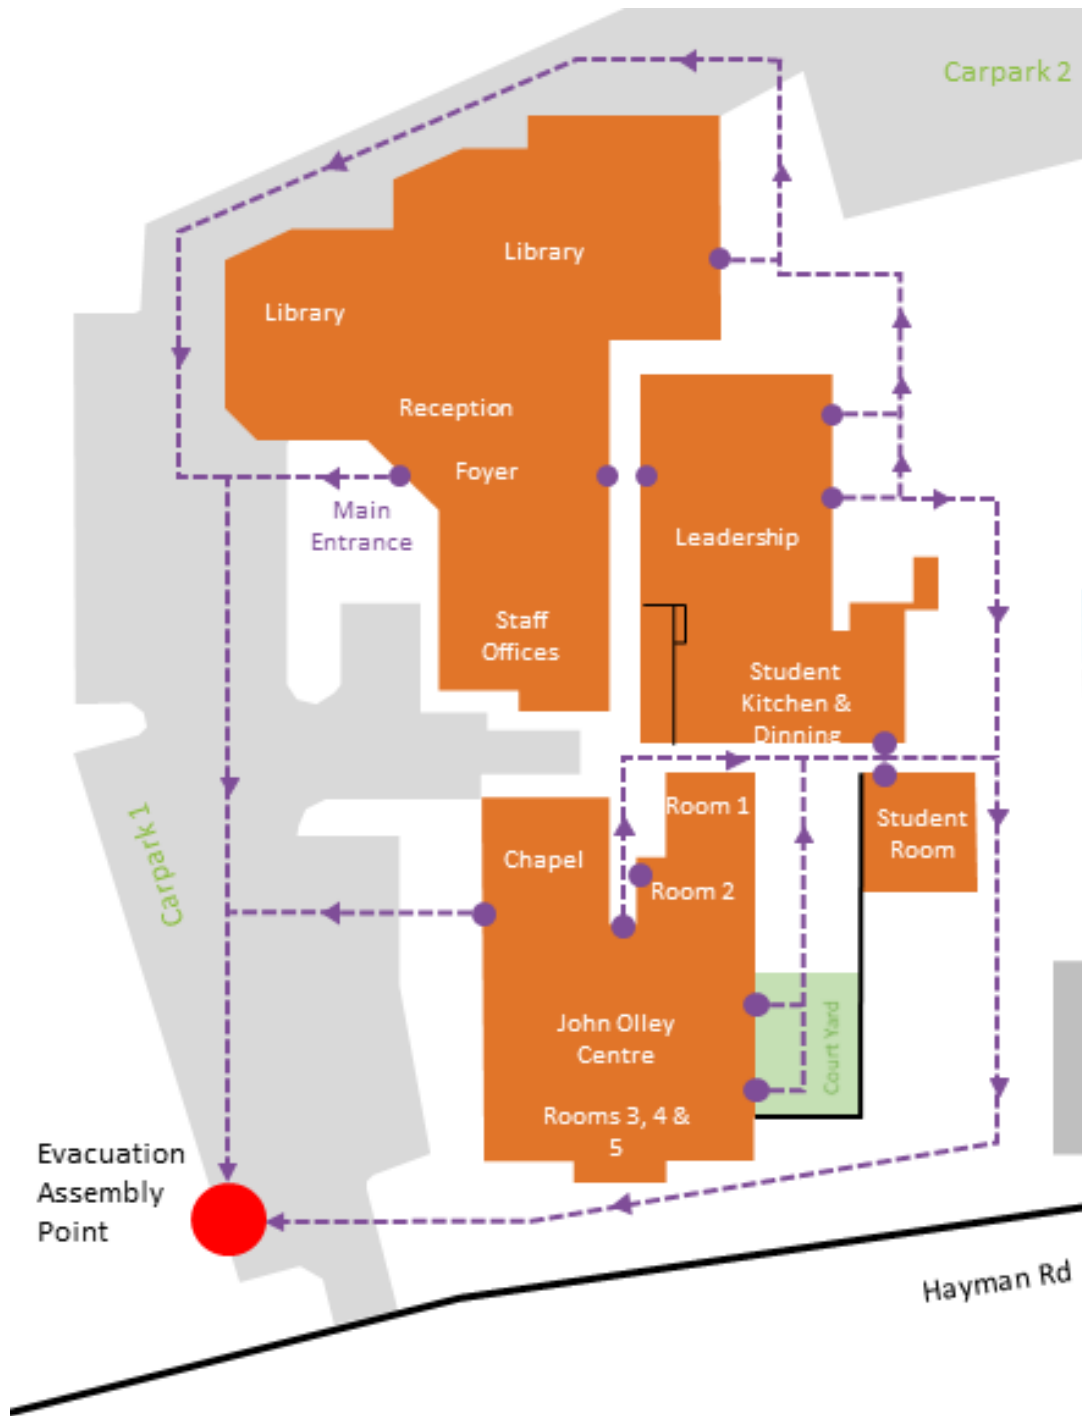 Carpark 2
Library
Library
Reception
Foyer
Main
Entrance
Leadership
Staff
Offices
Student
Kitchen &
Dinning
Room 1
Student
Room
Chapel
Room 2
Carpark 1
John Olley
Centre
Court Yard
Rooms 3, 4 &
5
Evacuation
Assembly
Point
Hayman Rd